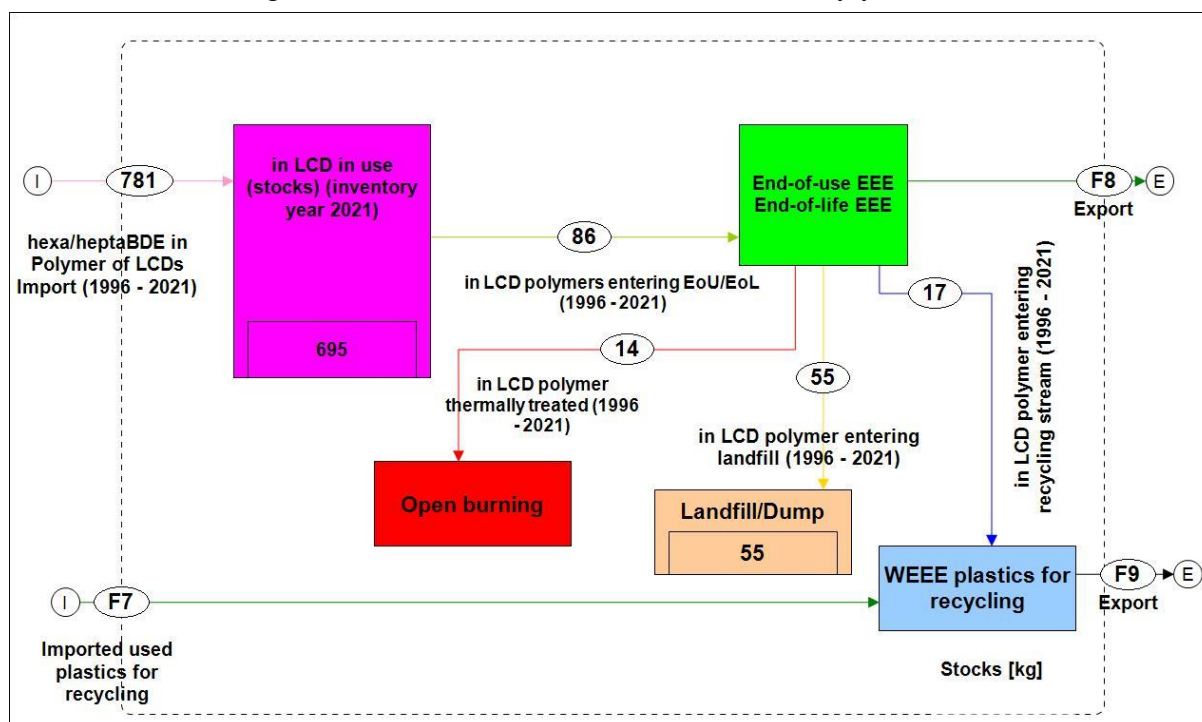 in LCD in use
(stocks) (inventory
year 2021)
End-of-use EEE
End-of-life EEE
I
781
F8
E
Export
86
hexa/heptaBDE in
Polymer of LCDs
Import (1996 - 2021)
in LCD polymers entering EoU/EoL
(1996 - 2021)
17
in LCD polymer entering
recycling stream (1996 - 2021)
695
14
55
in LCD polymer
thermally treated (1996
- 2021)
in LCD polymer entering
landfill (1996 - 2021)
Open burning
Landfill/Dump
55
WEEE plastics for
recycling
F9
E
Export
I
F7
Imported used
plastics for
recycling
Stocks [kg]